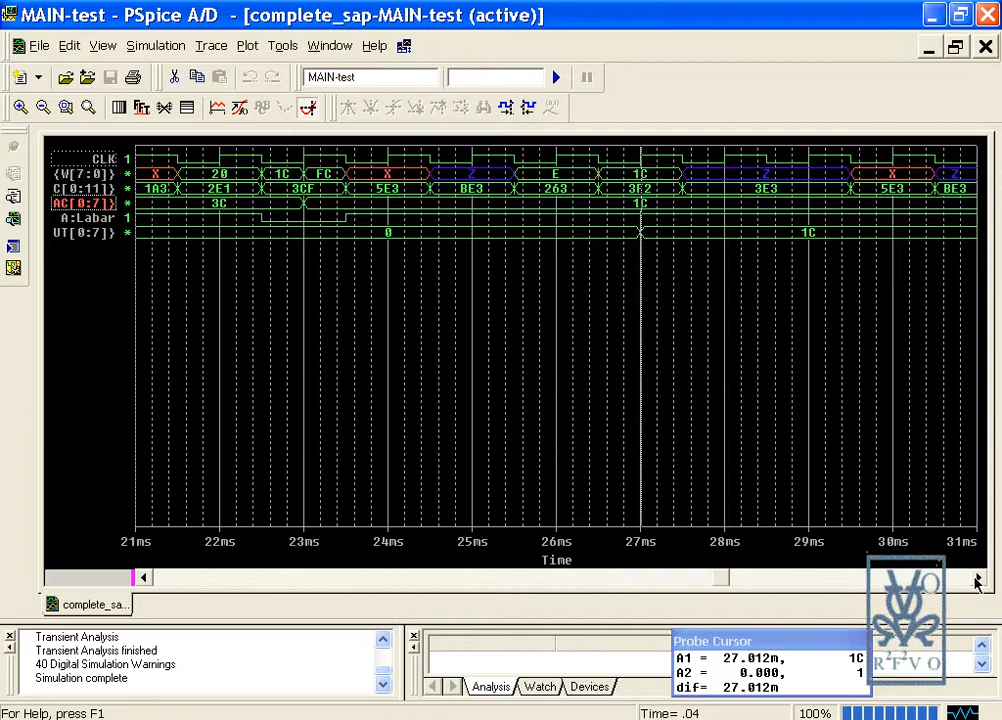 MAIN-test - PSpice A/D - [complete_sap-MAIN-test (active)]
File Edit View Simulation Trace Plot Tools Window Help
MAIN-test
CLK 1
{W[7:0]} * X 20 1C FC X Z E 1C Z X Z
C[0:11]} * 1A3 2E1 3CF 5E3 BE3 263 3F2 3E3 5E3 BE3
AC[0:7]} * 3C 1C
A:Labar 1
UT[0:7]} * 0 1C
21ms 22ms 23ms 24ms 25ms 26ms 27ms 28ms 29ms 30ms 31ms
Time
complete_sa...
Transient Analysis
Transient Analysis finished
40 Digital Simulation Warnings
Simulation complete
Analysis Watch Devices
Probe Cursor
A1 = 27.012m, 1C
A2 = 0.000, 1
dif= 27.012m
R²F²V O
For Help, press F1 Time= .04 100%